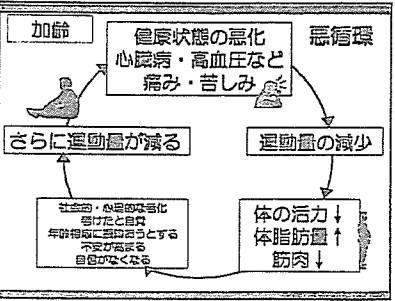 加齢
健康状態の悪化
心臓病・高血圧など
痛み・苦しみ
悪循環
運動量の減少
体の活力↓
体脂肪量↑
筋肉↓
社会的・心理的な悪化
老けたと自覚
年齢相応に振舞おうとする
不安が高まる
自信がなくなる
さらに運動量が減る